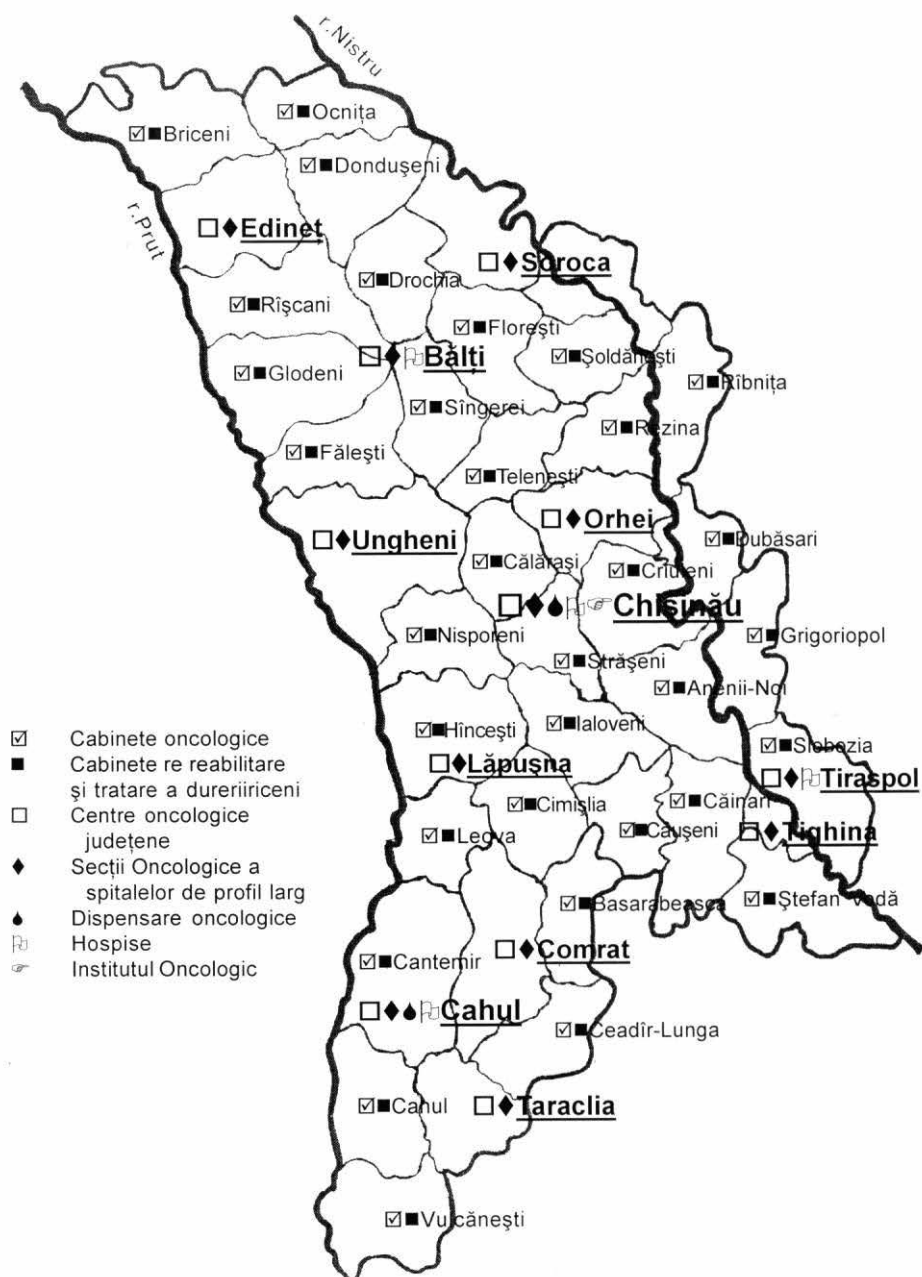 r.Nistru
☑■Ocnița
☑■Briceni
☑■Dondușeni
r.Prut
□♦Edineț
□♦Soroca
☑■Drochia
☑■Rîșcani
☑■Florești
□♦Bălți
☑■Șoldănești
☑■Glodeni
☑■Rîbnița
☑■Sîngerei
☑■Rezina
☑■Fălești
☑■Telenești
□♦Orhei
□♦Ungheni
☑■Dubăsari
☑■Călărași
☑■Criuleni
□♦Chișinău
☑■Nisporeni
☑■Grigoriopol
☑■Strășeni
☑■Anenii-Noi
☑■Hîncești
☑■Ialoveni
☑■Slobozia
□♦Lăpușna
□♦Tiraspol
☑■Cimișlia
☑■Căinari
☑■Căușeni
□♦Tighina
☑■Leova
☑■Basarabeasca
☑■Ștefan Vodă
□♦Comrat
☑■Cantemir
□♦Cahul
☑■Ceadîr-Lunga
☑■Cahul
□♦Taraclia
☑■Vulcănești
☑ Cabinete oncologice
■ Cabinete re reabilitare
și tratare a dureriiriceni
□ Centre oncologice
județene
♦ Secții Oncologice a
spitalelor de profil larg
Dispensare oncologice
Hospise
☞ Institutul Oncologic